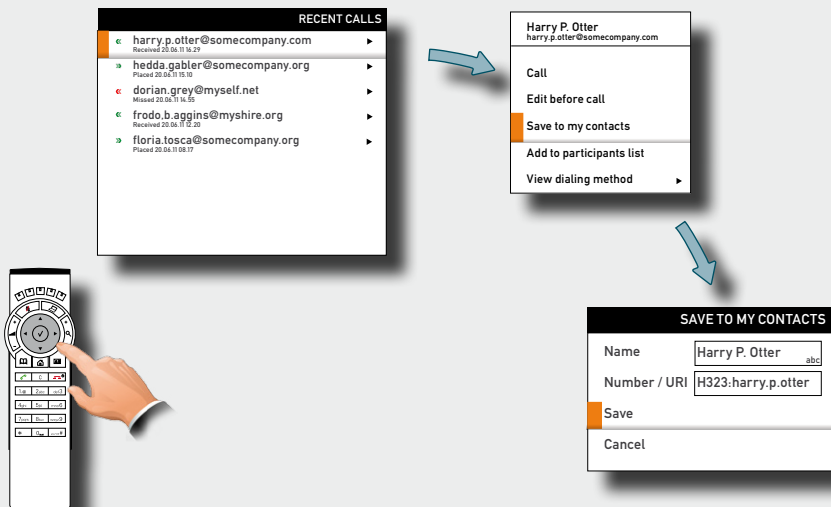 RECENT CALLS
harry.p.otter@somecompany.com
Received 20.06.11 16.29
hedda.gabler@somecompany.org
Placed 20.06.11 15.10
dorian.grey@myself.net
Missed 20.06.11 14.55
frodo,b.aggins@myshire.org
Received 20.06.11 12.20
floria.tosca@somecompany.org
Placed 20.06.11 08.17
Harry P. Otter
harry.p.otter@somecompany.com
Call
Edit before call
Save to my contacts
Add to participants list
View dialing method
SAVE TO MY CONTACTS
Name Harry P. Otter abc
Number / URI H323:harry.p.otter
Save
Cancel